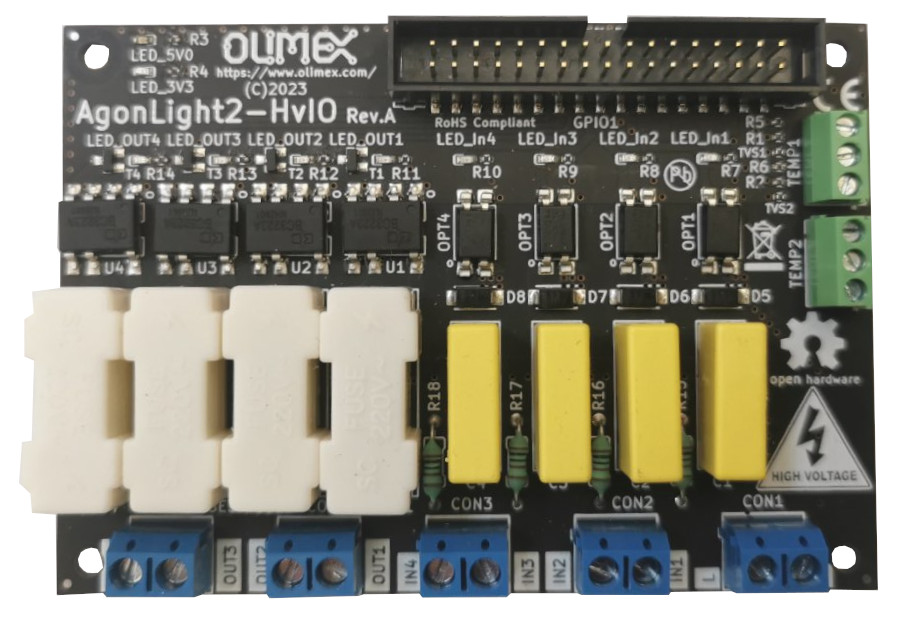 R3
LED_5V0
R4
LED_3V3
OLIMEX
https://www.olimex.com/
(C)2023
AgonLight2-HvIO Rev.A
RoHS Compliant
GPIO1
CE
LED_OUT4 LED_OUT3 LED_OUT2 LED_OUT1
LED_In4 LED_In3 LED_In2 LED_In1
T4 R14 T3 R13 T2 R12 T1 R11
R10 R9 R8 R7
Pb
R5
R1
TVS1
R6
R2
TVS2
TEMP1
TEMP2
OPT4 OPT3 OPT2 OPT1
U4 U3 U2 U1
D8 D7 D6 D5
open hardware
R18 R17 R16
HIGH VOLTAGE
CON3 CON2 CON1
OUT3 OUT2 OUT1 IN4 IN3 IN2 IN1 L